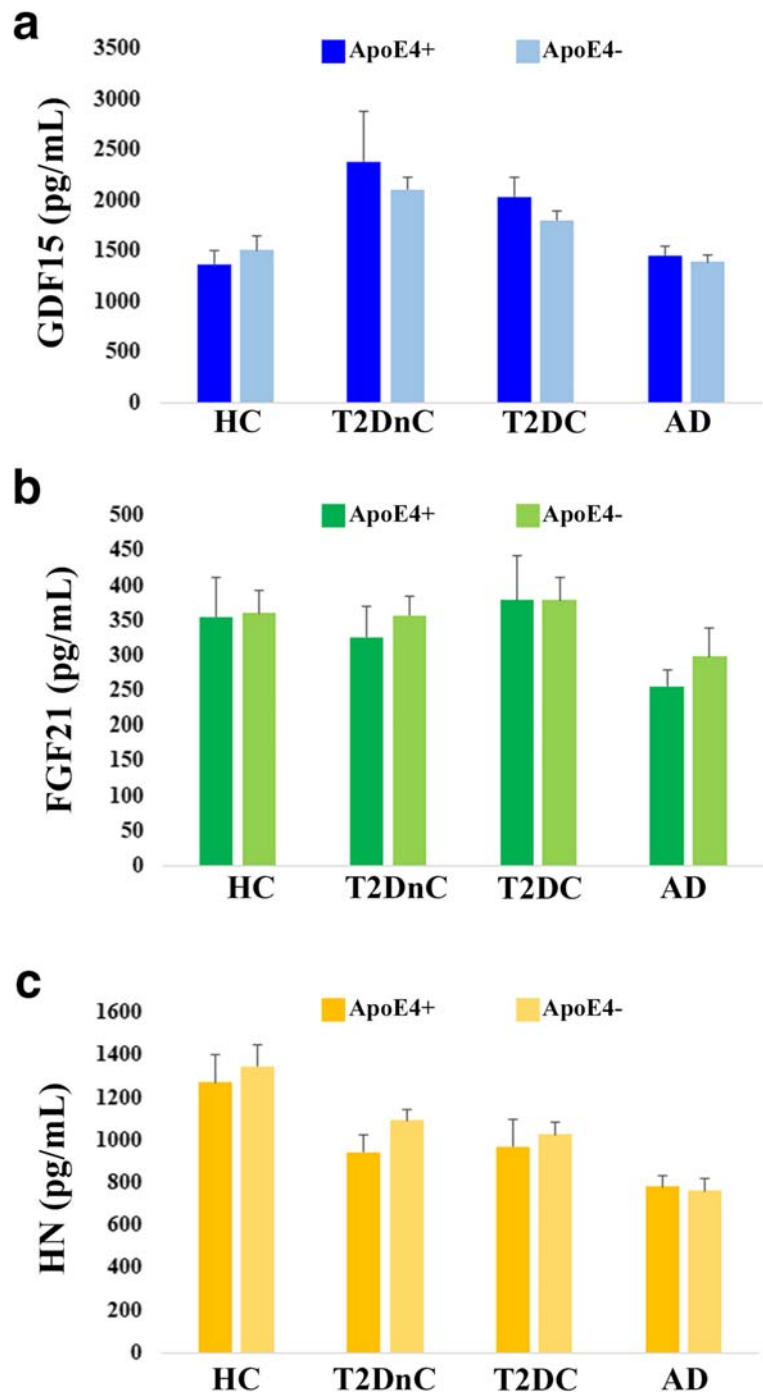 a
ApoE4+ ApoE4-
GDF15 (pg/mL)
3500
3000
2500
2000
1500
1000
500
0
HC T2DnC T2DC AD
b
ApoE4+ ApoE4-
FGF21 (pg/mL)
500
450
400
350
300
250
200
150
100
50
0
HC T2DnC T2DC AD
c
ApoE4+ ApoE4-
HN (pg/mL)
1600
1400
1200
1000
800
600
400
200
0
HC T2DnC T2DC AD